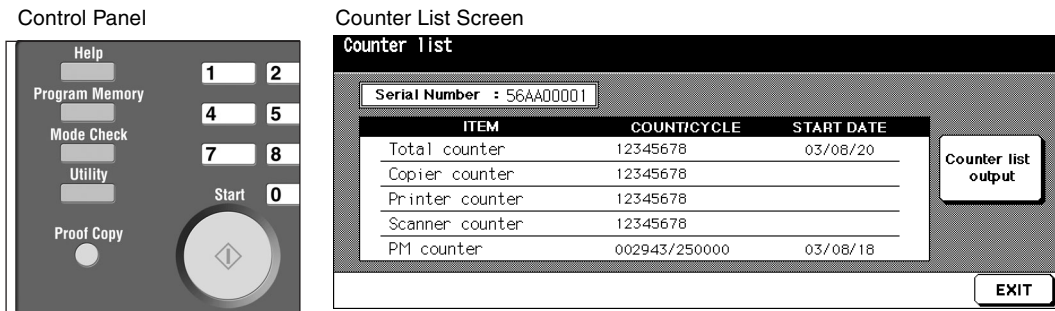 Control Panel
Counter List Screen
Help
1 2
Program Memory
4 5
Mode Check
7 8
Utility
Start 0
Proof Copy
Counter list
Serial Number : 56AA00001
ITEM COUNT/CYCLE START DATE
Total counter 12345678 03/08/20
Copier counter 12345678
Printer counter 12345678
Scanner counter 12345678
PM counter 002943/250000 03/08/18
Counter list
output
EXIT